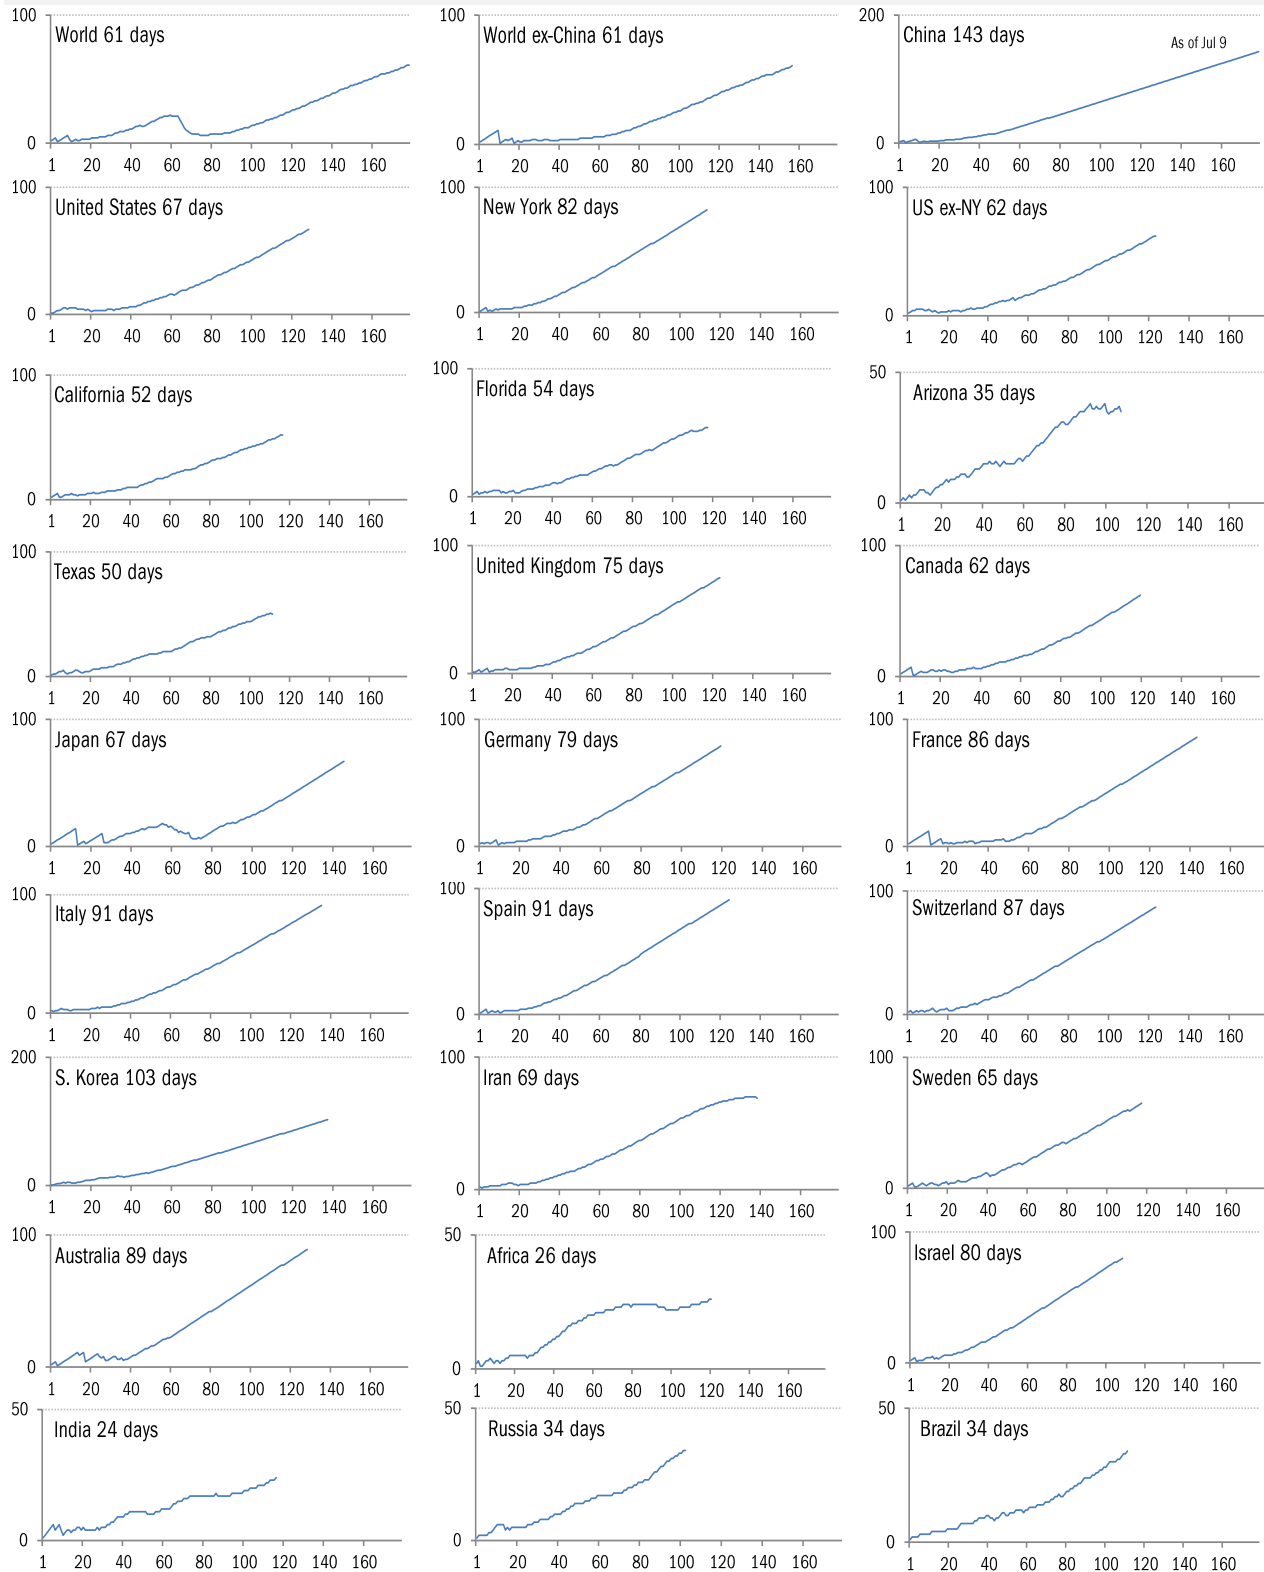 100
World 61 days
0
1 20 40 60 80 100 120 140 160
100
World ex-China 61 days
0
1 20 40 60 80 100 120 140 160
200
China 143 days
As of Jul 9
0
1 20 40 60 80 100 120 140 160
100
United States 67 days
0
1 20 40 60 80 100 120 140 160
100
New York 82 days
0
1 20 40 60 80 100 120 140 160
100
US ex-NY 62 days
0
1 20 40 60 80 100 120 140 160
100
California 52 days
0
1 20 40 60 80 100 120 140 160
100
Florida 54 days
0
1 20 40 60 80 100 120 140 160
50
Arizona 35 days
0
1 20 40 60 80 100 120 140 160
100
Texas 50 days
0
1 20 40 60 80 100 120 140 160
100
United Kingdom 75 days
0
1 20 40 60 80 100 120 140 160
100
Canada 62 days
0
1 20 40 60 80 100 120 140 160
100
Japan 67 days
0
1 20 40 60 80 100 120 140 160
100
Germany 79 days
0
1 20 40 60 80 100 120 140 160
100
France 86 days
0
1 20 40 60 80 100 120 140 160
100
Italy 91 days
0
1 20 40 60 80 100 120 140 160
100
Spain 91 days
0
1 20 40 60 80 100 120 140 160
100
Switzerland 87 days
0
1 20 40 60 80 100 120 140 160
200
S. Korea 103 days
0
1 20 40 60 80 100 120 140 160
100
Iran 69 days
0
1 20 40 60 80 100 120 140 160
100
Sweden 65 days
0
1 20 40 60 80 100 120 140 160
100
Australia 89 days
0
1 20 40 60 80 100 120 140 160
50
Africa 26 days
0
1 20 40 60 80 100 120 140 160
100
Israel 80 days
0
1 20 40 60 80 100 120 140 160
50
India 24 days
0
1 20 40 60 80 100 120 140 160
50
Russia 34 days
0
1 20 40 60 80 100 120 140 160
50
Brazil 34 days
0
1 20 40 60 80 100 120 140 160